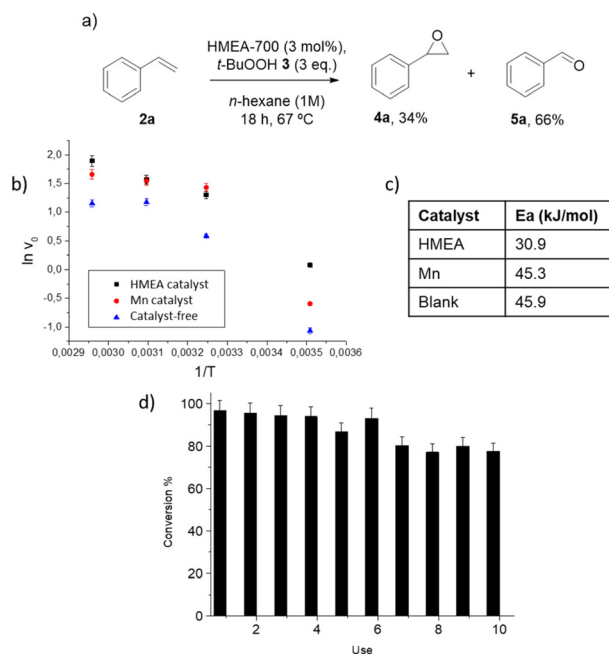 a)
HMEA-700 (3 mol%),
t-BuOOH 3 (3 eq.)
n-hexane (1M)
18 h, 67 ºC
2a
O
+
O
4a, 34%
5a, 66%
b)
2,0
1,5
1,0
0,5
0,0
-0,5
-1,0
ln v0
HMEA catalyst
Mn catalyst
Catalyst-free
0,0029 0,0030 0,0031 0,0032 0,0033 0,0034 0,0035 0,0036
1/T
c)
Catalyst Ea (kJ/mol)
HMEA 30.9
Mn 45.3
Blank 45.9
d)
100
80
60
40
20
0
Conversion %
2 4 6 8 10
Use